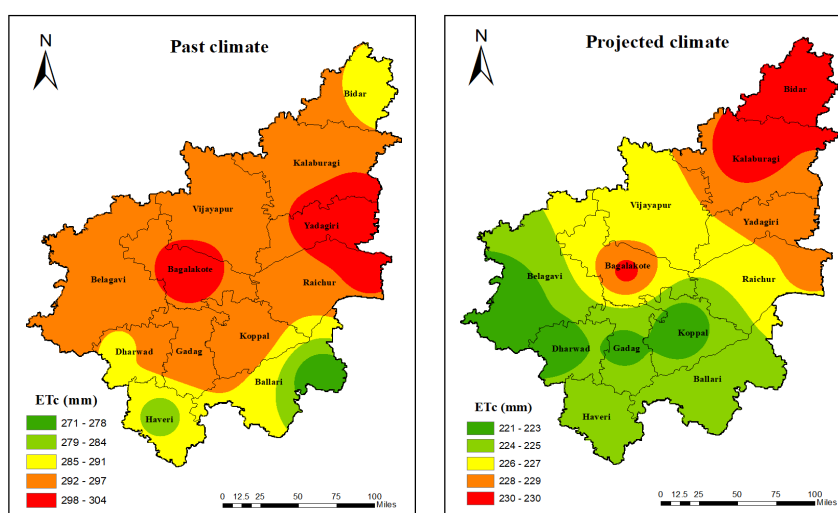 Past climate
N
Bidar
Kalaburagi
Vijayapur
Yadagiri
Bagalakote
Belagavi
Raichur
Koppal
Dharwad
Gadag
Ballari
Haveri
ETc (mm)
271 - 278
279 - 284
285 - 291
292 - 297
298 - 304
0 12.5 25 50 75 100
Miles
Projected climate
N
Bidar
Kalaburagi
Vijayapur
Yadagiri
Bagalakote
Belagavi
Raichur
Koppal
Dharwad
Gadag
Ballari
Haveri
ETc (mm)
221 - 223
224 - 225
226 - 227
228 - 229
230 - 230
0 12.5 25 50 75 100
Miles